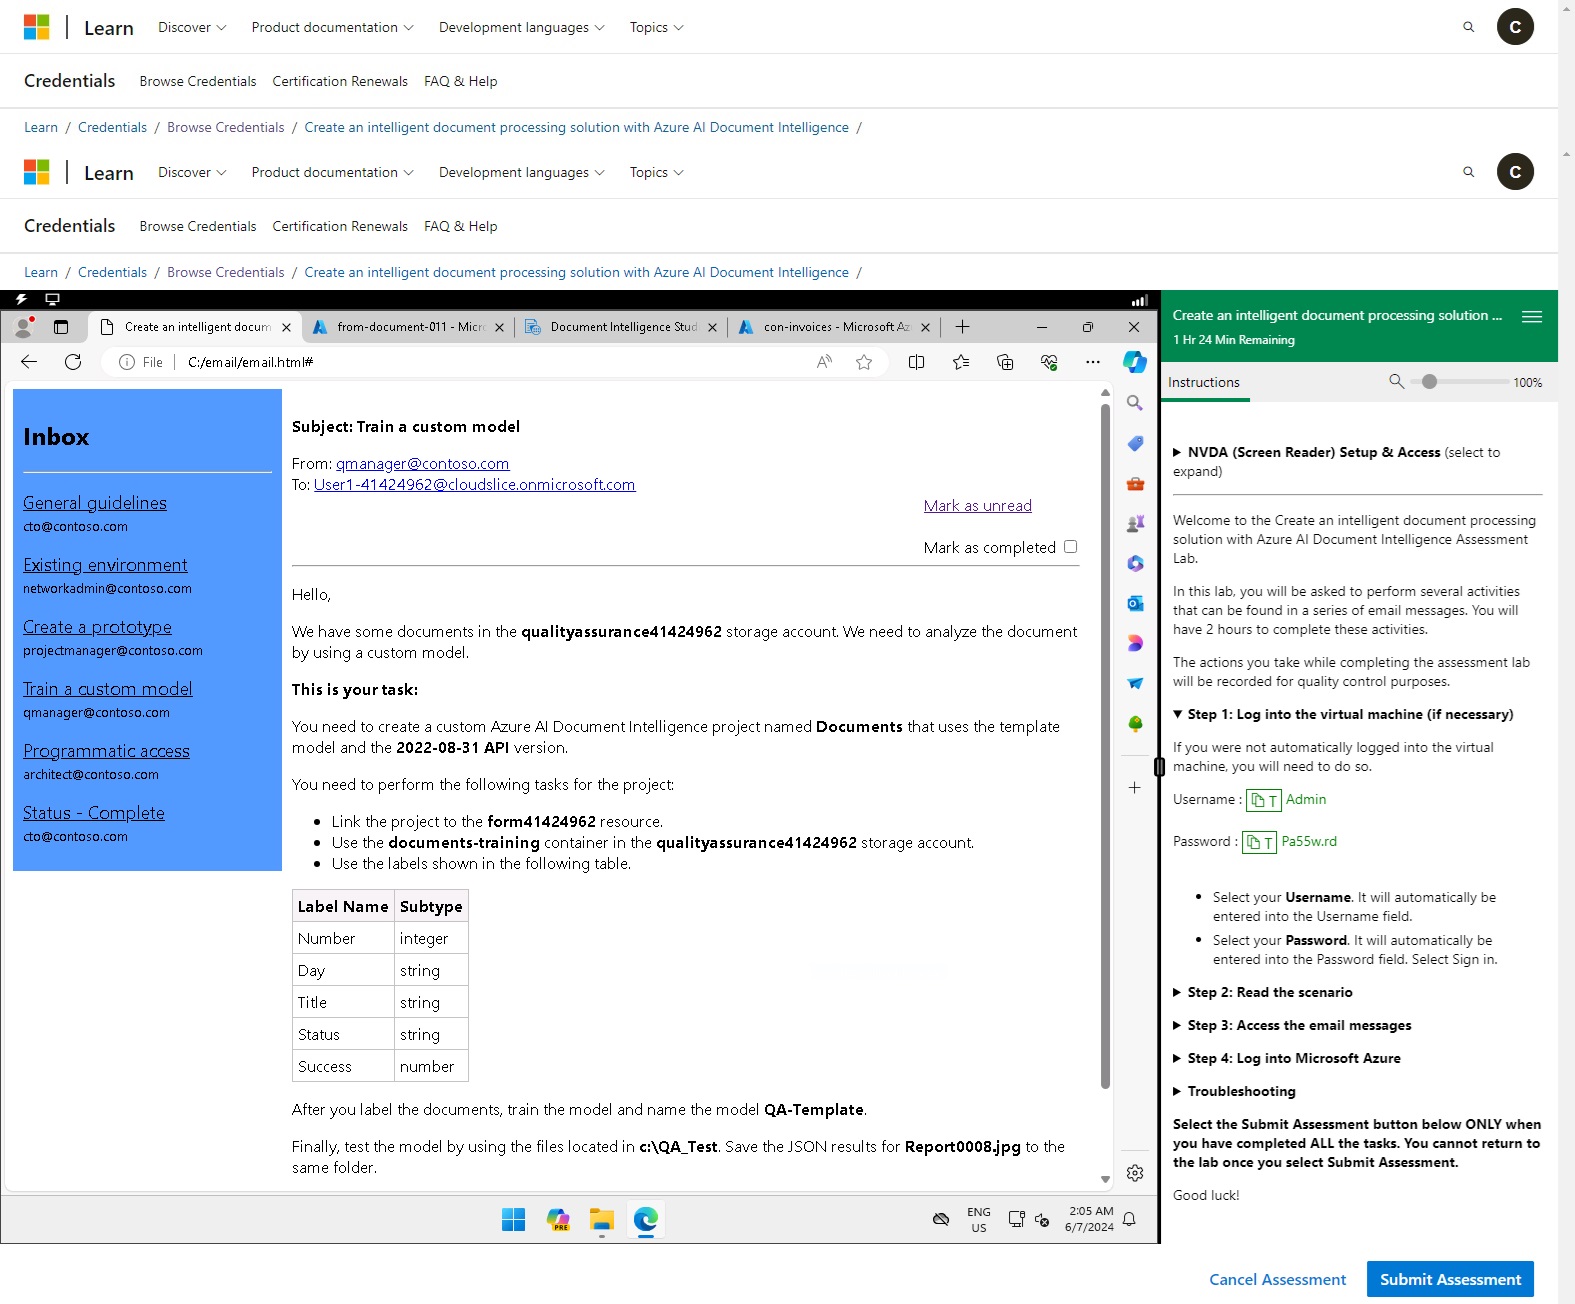 Learn Discover Product documentation Development languages Topics C
Credentials Browse Credentials Certification Renewals FAQ & Help
Learn / Credentials / Browse Credentials / Create an intelligent document processing solution with Azure AI Document Intelligence /
Learn Discover Product documentation Development languages Topics C
Credentials Browse Credentials Certification Renewals FAQ & Help
Learn / Credentials / Browse Credentials / Create an intelligent document processing solution with Azure AI Document Intelligence /
Create an intelligent docum
from-document-011 - Micr
Document Intelligence Stud
con-invoices - Microsoft Az
File C:/email/email.html#
Inbox
General guidelines
cto@contoso.com
Existing environment
networkadmin@contoso.com
Create a prototype
projectmanager@contoso.com
Train a custom model
qmanager@contoso.com
Programmatic access
architect@contoso.com
Status - Complete
cto@contoso.com
Subject: Train a custom model
From: qmanager@contoso.com
To: User1-41424962@cloudslice.onmicrosoft.com
Mark as unread
Mark as completed
Hello,
We have some documents in the qualityassurance41424962 storage account. We need to analyze the document
by using a custom model.
This is your task:
You need to create a custom Azure AI Document Intelligence project named Documents that uses the template
model and the 2022-08-31 API version.
You need to perform the following tasks for the project:
• Link the project to the form41424962 resource.
• Use the documents-training container in the qualityassurance41424962 storage account.
• Use the labels shown in the following table.
Label Name Subtype
Number integer
Day string
Title string
Status string
Success number
After you label the documents, train the model and name the model QA-Template.
Finally, test the model by using the files located in c:\QA_Test. Save the JSON results for Report0008.jpg to the
same folder.
PRE
ENG
US
2:05 AM
6/7/2024
Create an intelligent document processing solution ...
1 Hr 24 Min Remaining
Instructions 100%
NVDA (Screen Reader) Setup & Access (select to
expand)
Welcome to the Create an intelligent document processing
solution with Azure AI Document Intelligence Assessment
Lab.
In this lab, you will be asked to perform several activities
that can be found in a series of email messages. You will
have 2 hours to complete these activities.
The actions you take while completing the assessment lab
will be recorded for quality control purposes.
Step 1: Log into the virtual machine (if necessary)
If you were not automatically logged into the virtual
machine, you will need to do so.
Username : T Admin
Password : T Pa55w.rd
• Select your Username. It will automatically be
entered into the Username field.
• Select your Password. It will automatically be
entered into the Password field. Select Sign in.
Step 2: Read the scenario
Step 3: Access the email messages
Step 4: Log into Microsoft Azure
Troubleshooting
Select the Submit Assessment button below ONLY when
you have completed ALL the tasks. You cannot return to
the lab once you select Submit Assessment.
Good luck!
Cancel Assessment Submit Assessment